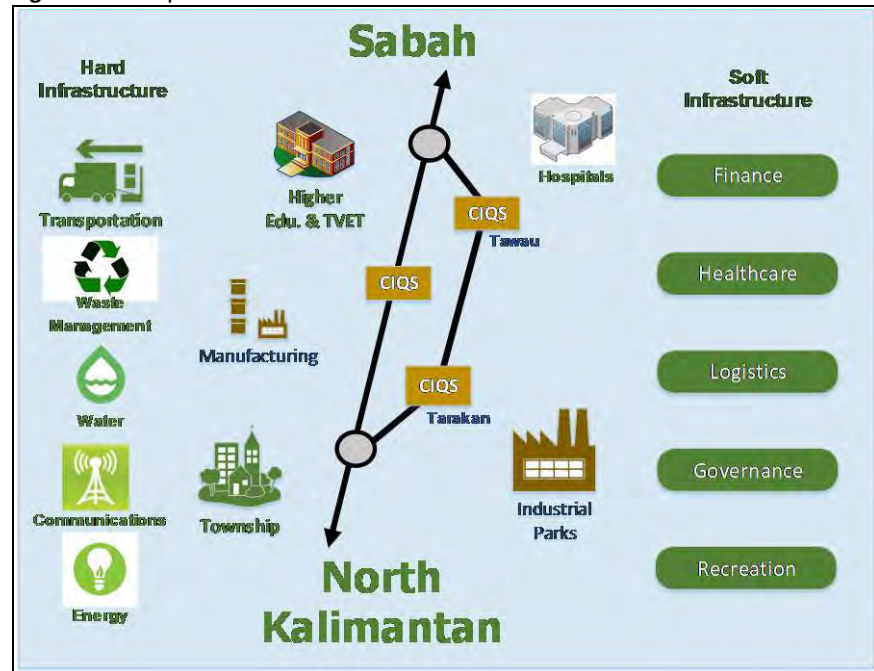 Sabah
Hard
Infrastructure
Transportation
Waste
Management
Water
Communications
Energy
Higher
Edu. & TVET
Hospitals
CIQS
Tawau
CIQS
Manufacturing
CIQS
Tarakan
Township
Industrial
Parks
North
Kalimantan
Soft
Infrastructure
Finance
Healthcare
Logistics
Governance
Recreation